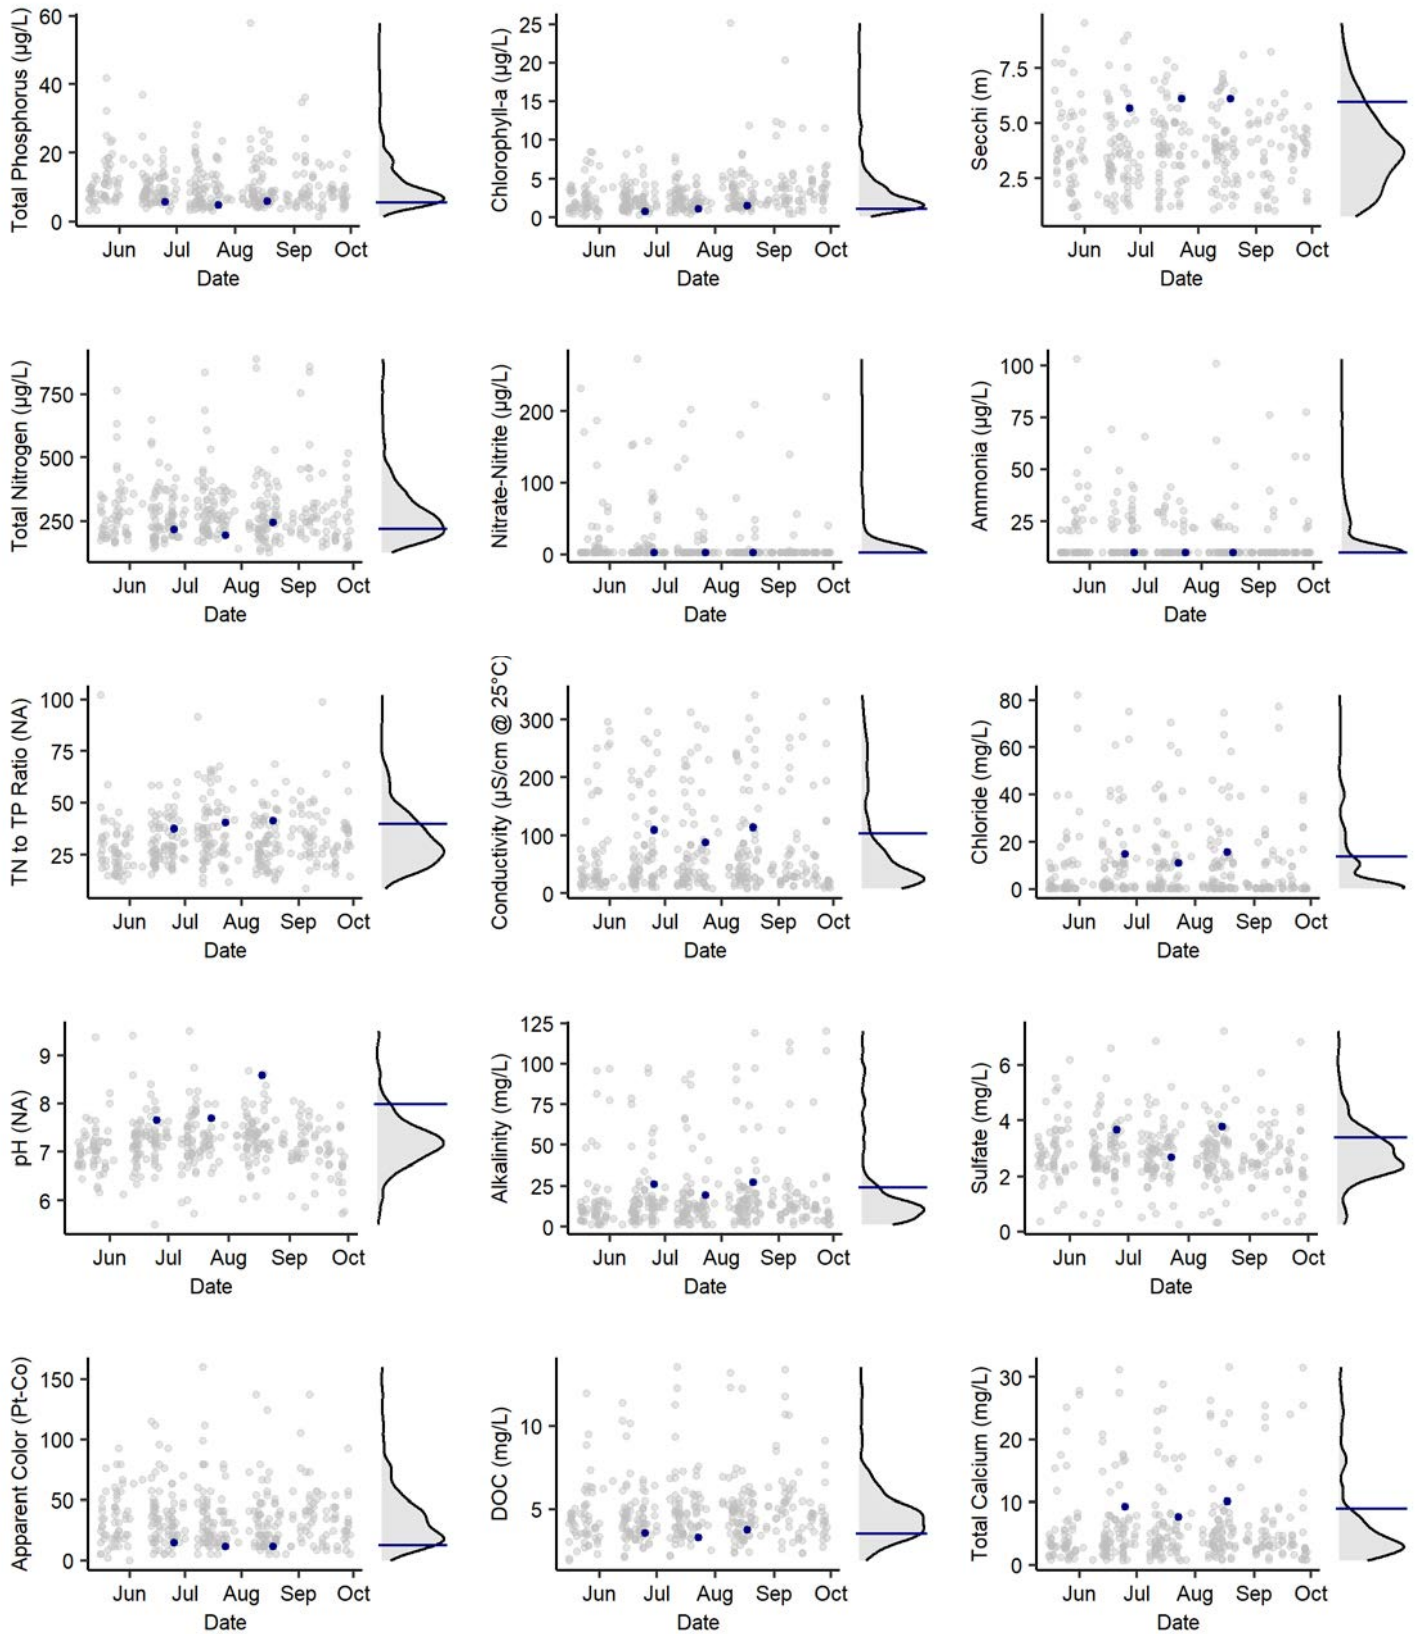 Total Phosphorus (µg/L)
60
40
20
0
Jun Jul Aug Sep Oct
Date
Chlorophyll-a (µg/L)
25
20
15
10
5
0
Jun Jul Aug Sep Oct
Date
Secchi (m)
7.5
5.0
2.5
Jun Jul Aug Sep Oct
Date
Total Nitrogen (µg/L)
750
500
250
Jun Jul Aug Sep Oct
Date
Nitrate-Nitrite (µg/L)
200
100
0
Jun Jul Aug Sep Oct
Date
Ammonia (µg/L)
100
75
50
25
Jun Jul Aug Sep Oct
Date
TN to TP Ratio (NA)
100
75
50
25
Jun Jul Aug Sep Oct
Date
Conductivity (µS/cm @ 25°C)
300
200
100
0
Jun Jul Aug Sep Oct
Date
Chloride (mg/L)
80
60
40
20
0
Jun Jul Aug Sep Oct
Date
pH (NA)
9
8
7
6
Jun Jul Aug Sep Oct
Date
Alkalinity (mg/L)
125
100
75
50
25
0
Jun Jul Aug Sep Oct
Date
Sulfate (mg/L)
6
4
2
0
Jun Jul Aug Sep Oct
Date
Apparent Color (Pt-Co)
150
100
50
0
Jun Jul Aug Sep Oct
Date
DOC (mg/L)
10
5
Jun Jul Aug Sep Oct
Date
Total Calcium (mg/L)
30
20
10
0
Jun Jul Aug Sep Oct
Date